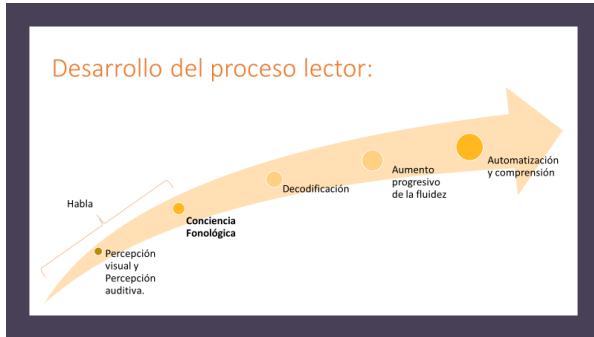 Desarrollo del proceso lector:
Habla
Percepción
visual y
Percepción
auditiva.
Conciencia
Fonológica
Decodificación
Aumento
progresivo
de la fluidez
Automatización
y comprensión